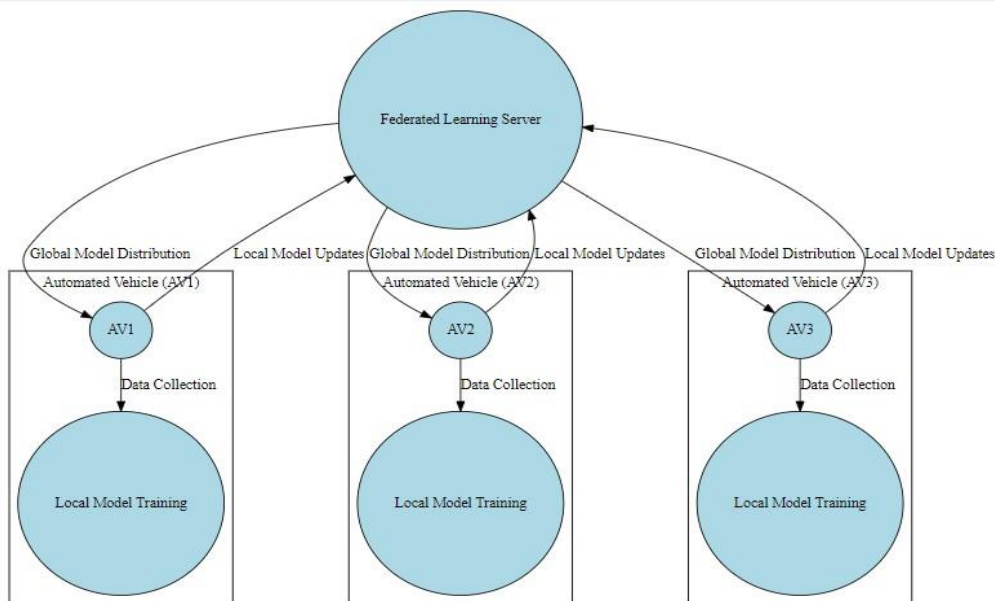 Federated Learning Server
Global Model Distribution
Local Model Updates
Global Model Distribution
Local Model Updates
Global Model Distribution
Local Model Updates
Automated Vehicle (AV1)
Automated Vehicle (AV2)
Automated Vehicle (AV3)
AV1
AV2
AV3
Data Collection
Data Collection
Data Collection
Local Model Training
Local Model Training
Local Model Training